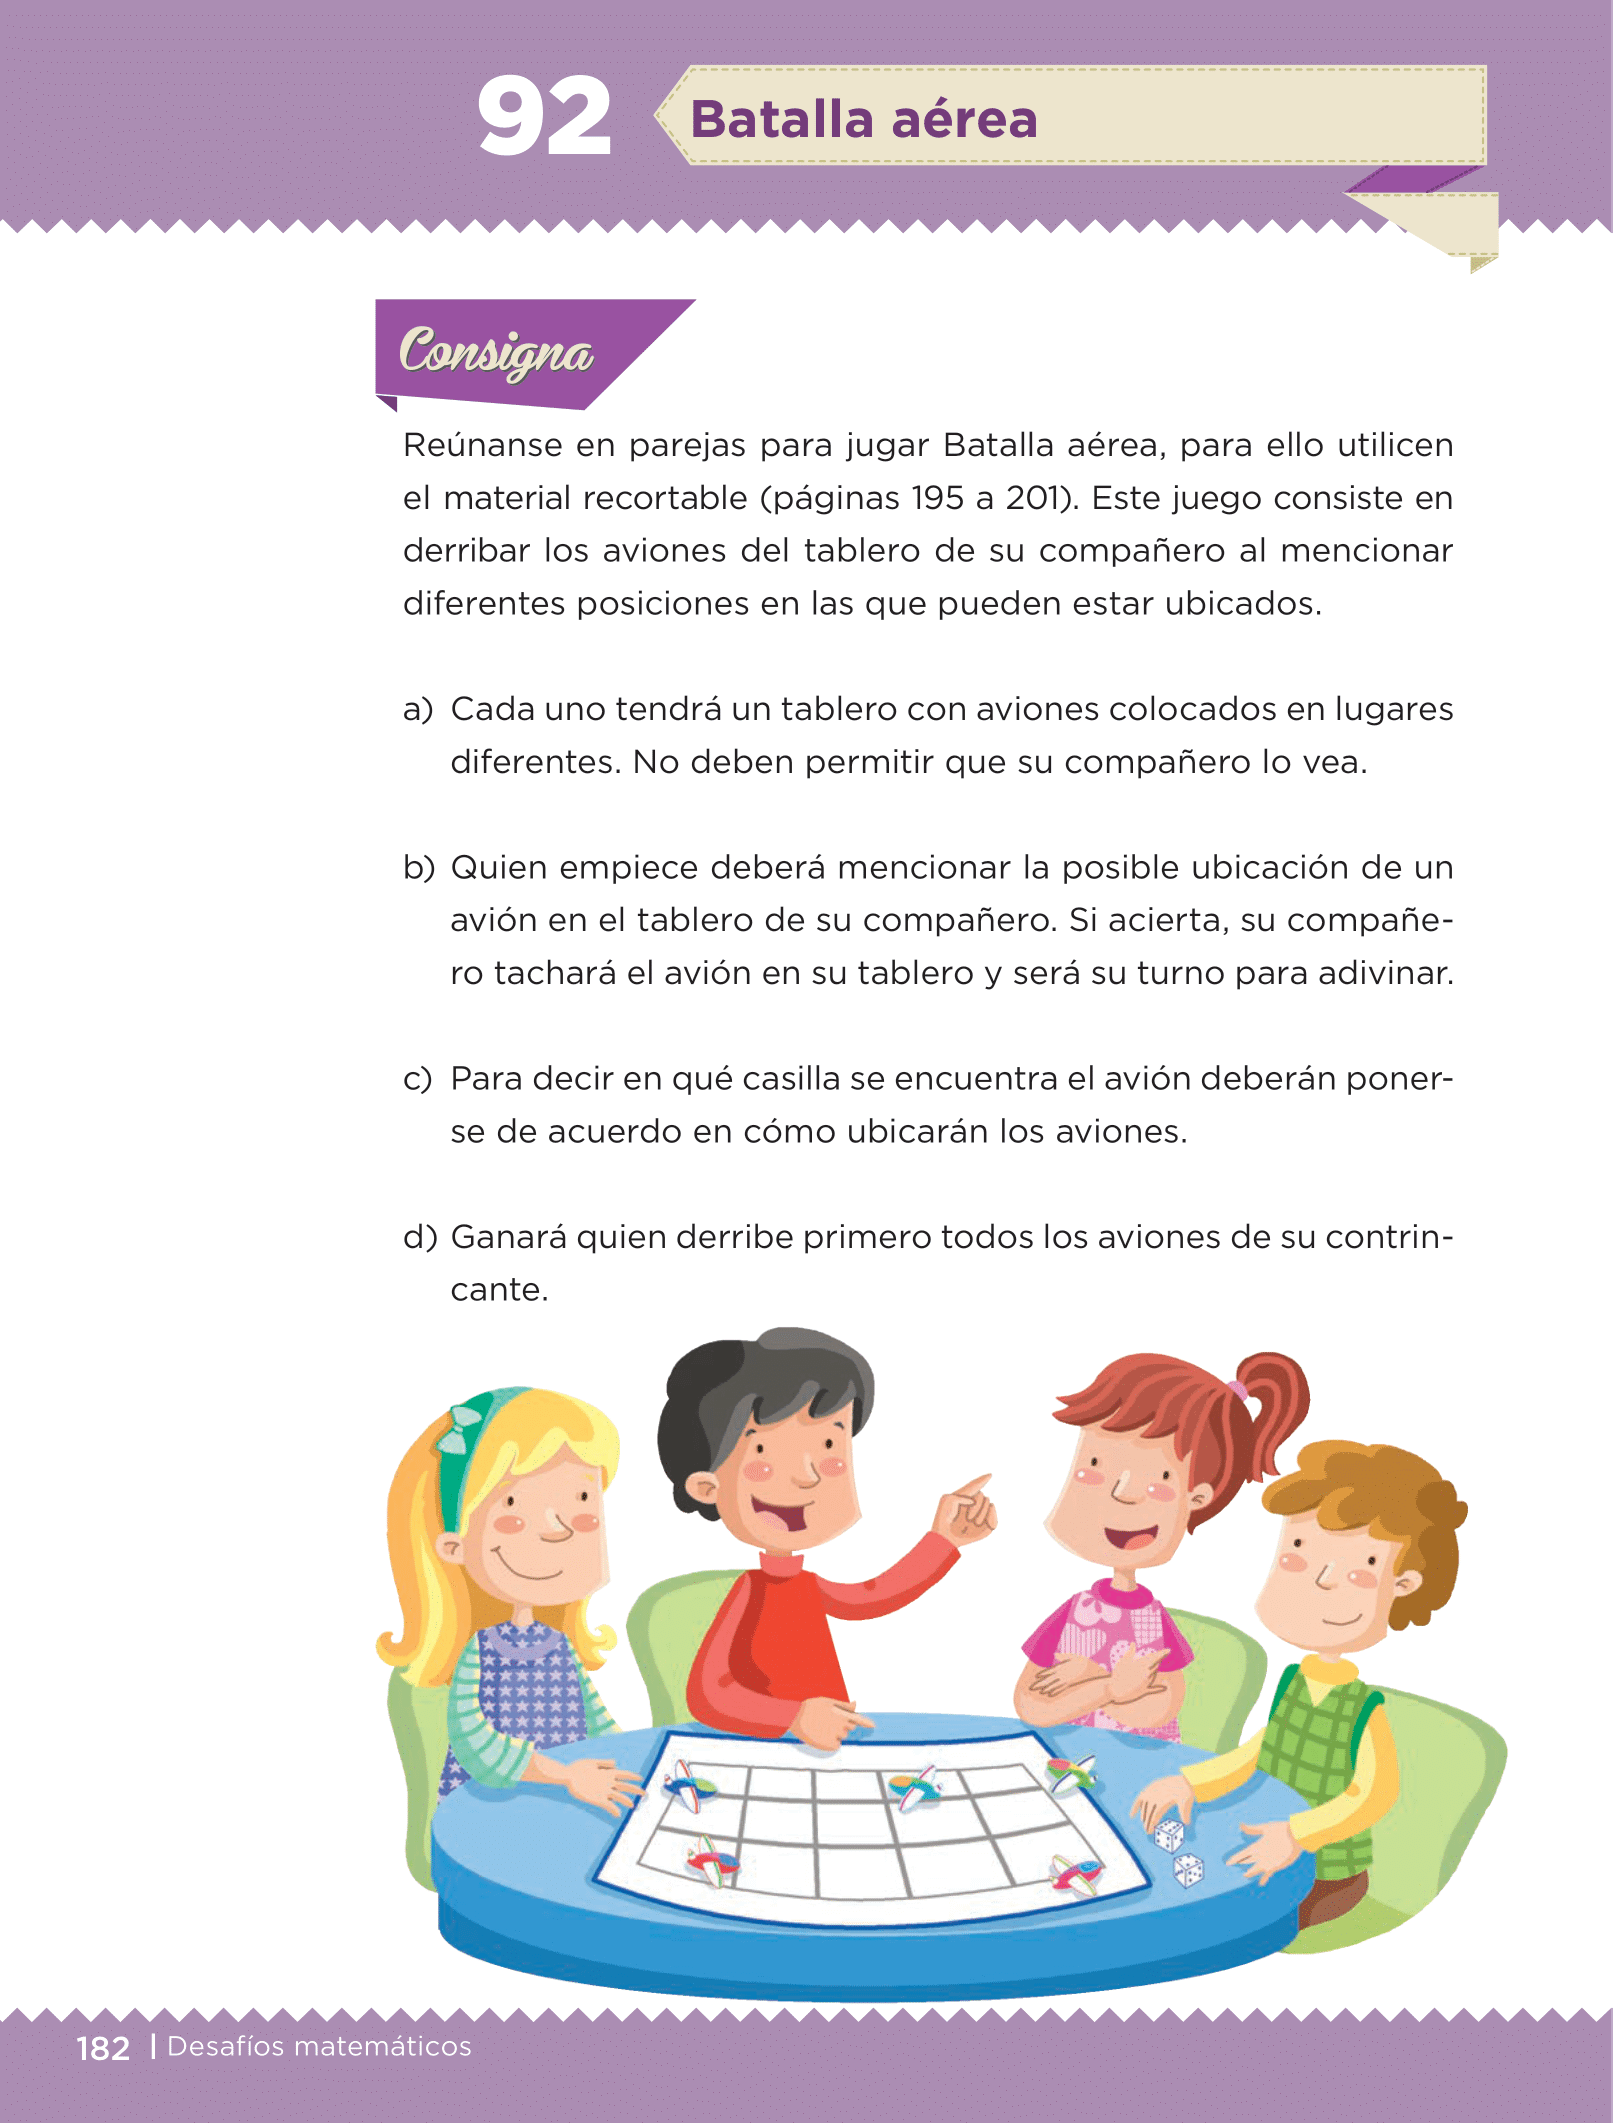 92
Batalla aérea
Consigna
Reúnanse en parejas para jugar Batalla aérea, para ello utilicen
el material recortable (páginas 195 a 201). Este juego consiste en
derribar los aviones del tablero de su compañero al mencionar
diferentes posiciones en las que pueden estar ubicados.
a) Cada uno tendrá un tablero con aviones colocados en lugares
diferentes. No deben permitir que su compañero lo vea.
b) Quien empiece deberá mencionar la posible ubicación de un
avión en el tablero de su compañero. Si acierta, su compañe-
ro tachará el avión en su tablero y será su turno para adivinar.
c) Para decir en qué casilla se encuentra el avión deberán poner-
se de acuerdo en cómo ubicarán los aviones.
d) Ganará quien derribe primero todos los aviones de su contrin-
cante.
182 | Desafíos matemáticos